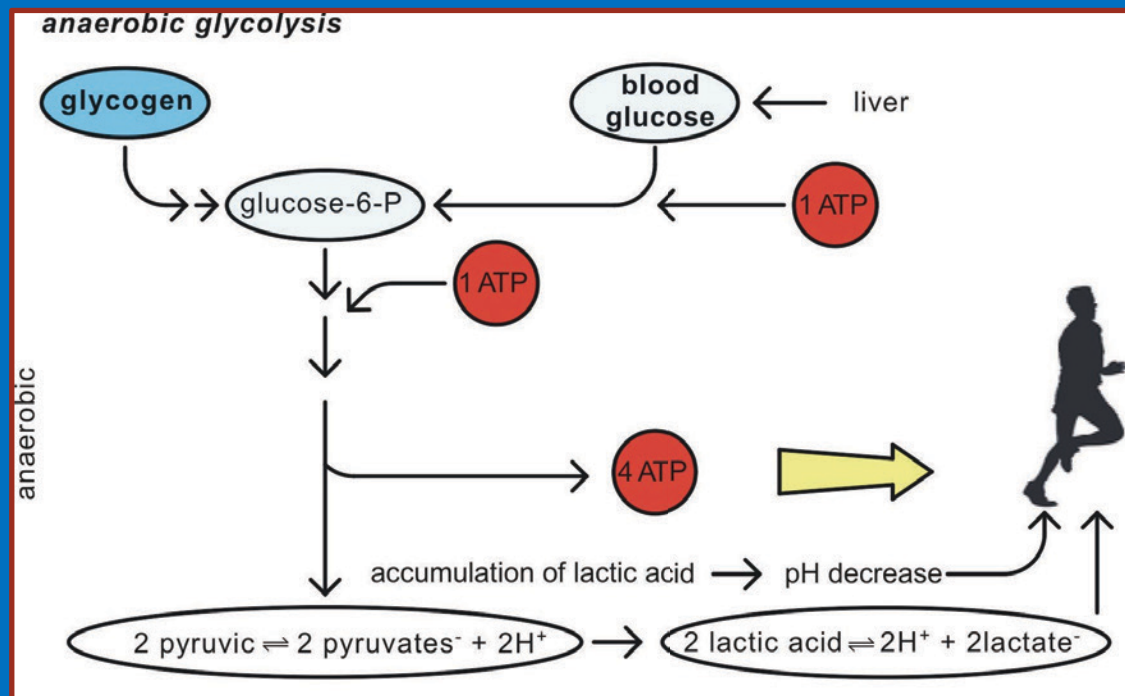 anaerobic glycolysis
glycogen
blood
glucose
liver
glucose-6-P
1 ATP
1 ATP
anaerobic
4 ATP
accumulation of lactic acid
pH decrease
2 pyruvic ⇌ 2 pyruvates⁻ + 2H⁺
2 lactic acid ⇌ 2H⁺ + 2lactate⁻